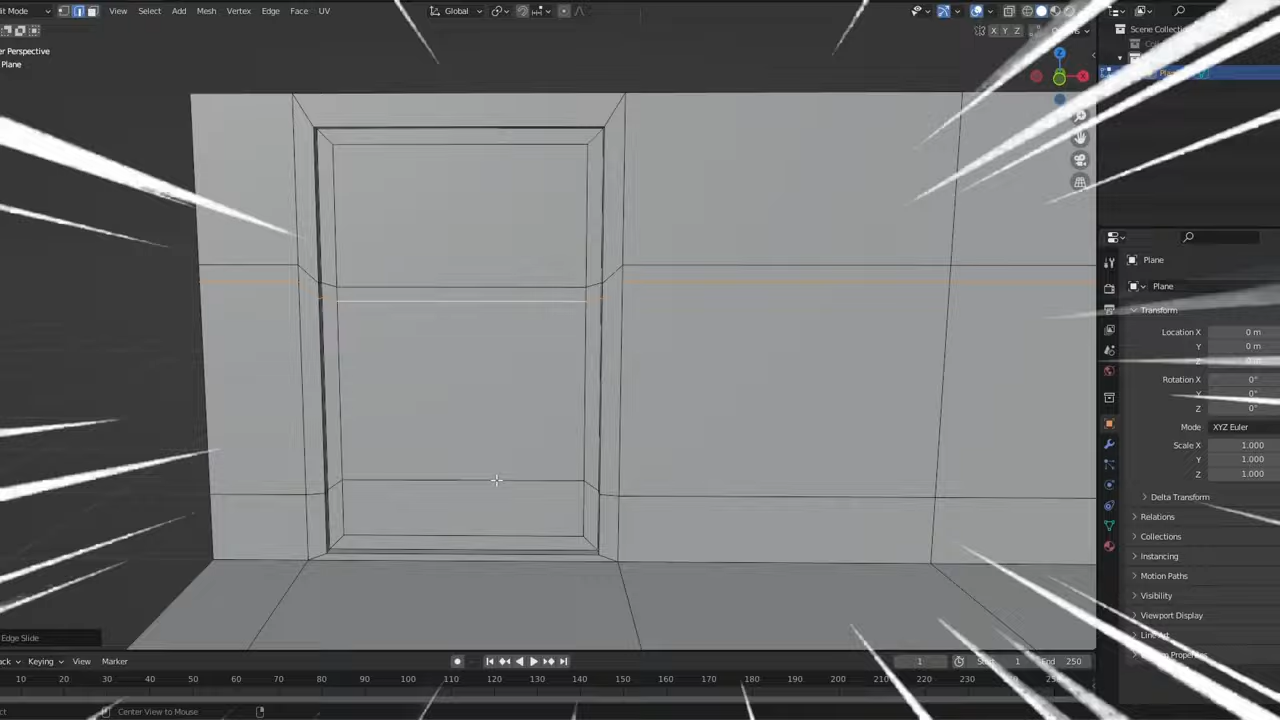 it Mode View Select Add Mesh Vertex Edge Face UV Global
X Y Z
er Perspective
Plane
Scene Collection
Z
X
Plane
Plane
Transform
Location X 0 m
Y 0 m
Z
Rotation X 0°
Y 0°
Z 0°
Mode XYZ Euler
Scale X 1.000
Y 1.000
Z 1.000
Delta Transform
Relations
Collections
Instancing
Motion Paths
Visibility
Viewport Display
Line Art
Edge Slide
Keying View Marker
1 Start 1 End 250
10 20 30 40 50 60 70 80 90 100 110 120 130 140 150 160 170 180 190 200 210 220 230 240
Center View to Mouse